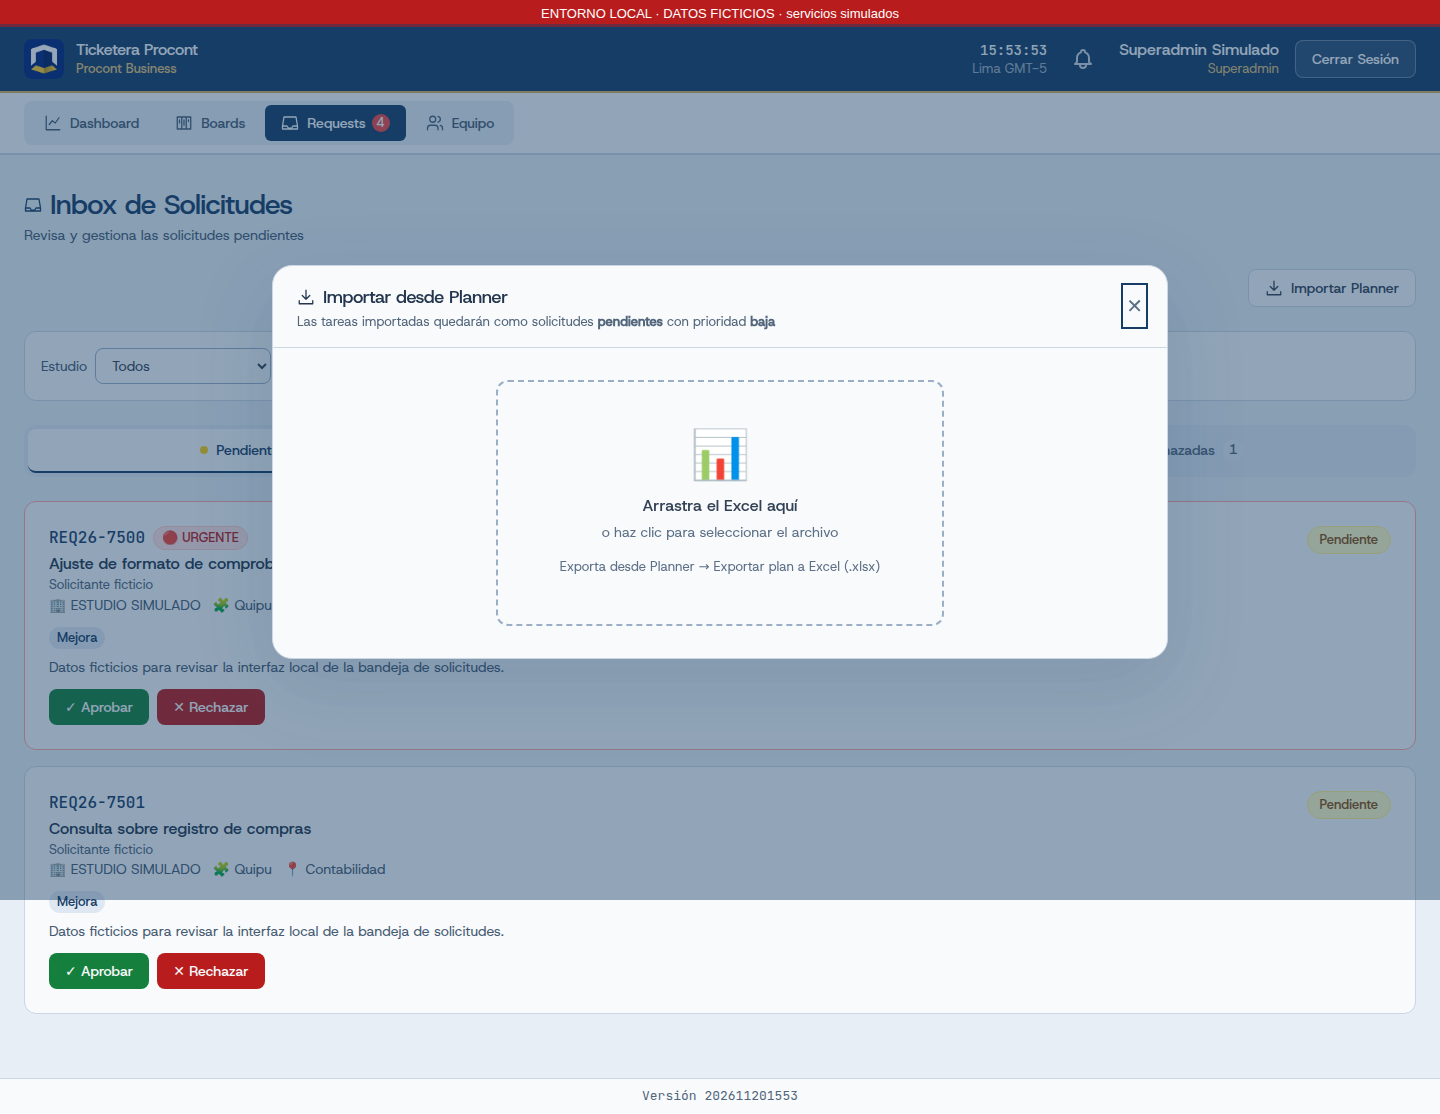 ENTORNO LOCAL · DATOS FICTICIOS · servicios simulados
Ticketera Procont
Procont Business
15:53:53
Lima GMT-5
Superadmin Simulado
Superadmin
Cerrar Sesión
Dashboard
Boards
Requests 4
Equipo
Inbox de Solicitudes
Revisa y gestiona las solicitudes pendientes
Importar Planner
Importar desde Planner
Las tareas importadas quedarán como solicitudes pendientes con prioridad baja
×
Estudio Todos
Arrastra el Excel aquí
o haz clic para seleccionar el archivo
Exporta desde Planner → Exportar plan a Excel (.xlsx)
Pendient
azadas 1
REQ26-7500 URGENTE
Pendiente
Ajuste de formato de comprob
Solicitante ficticio
ESTUDIO SIMULADO Quipu
Mejora
Datos ficticios para revisar la interfaz local de la bandeja de solicitudes.
✓ Aprobar
✕ Rechazar
REQ26-7501
Pendiente
Consulta sobre registro de compras
Solicitante ficticio
ESTUDIO SIMULADO Quipu Contabilidad
Mejora
Datos ficticios para revisar la interfaz local de la bandeja de solicitudes.
✓ Aprobar
✕ Rechazar
Versión 202611201553